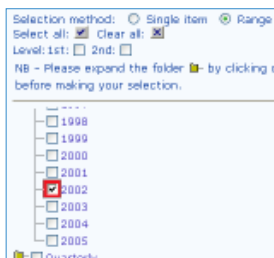 Selection method: Single item Range
Select all: Clear all:
Level: 1st: 2nd:
NB - Please expand the folder - by clicking
before making your selection.
1998
1999
2000
2001
2002
2003
2004
2005
Quarterly